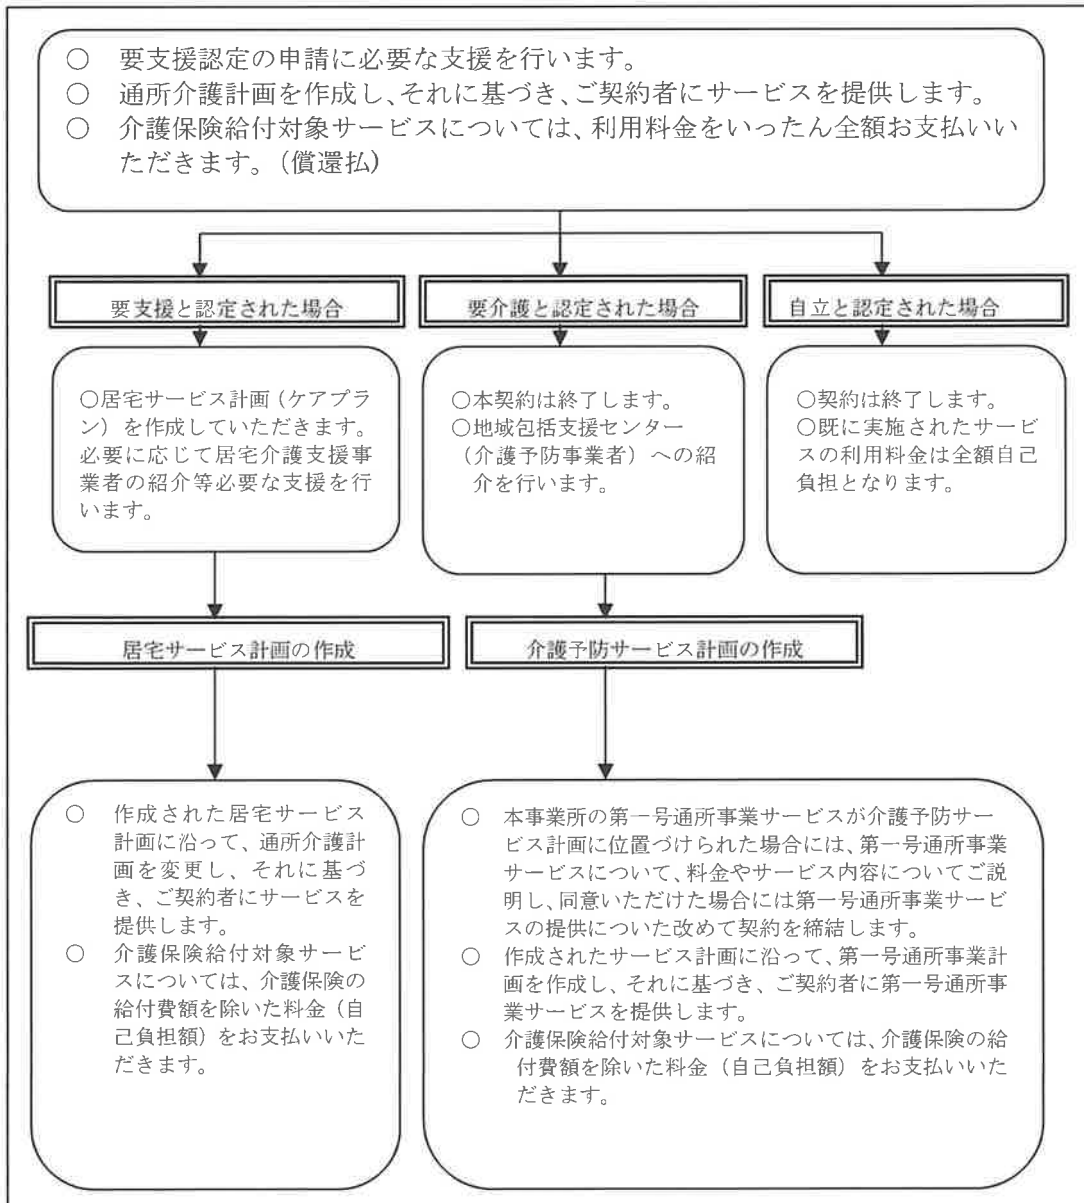 ○ 要支援認定の申請に必要な支援を行います。
○ 通所介護計画を作成し、それに基づき、ご契約者にサービスを提供します。
○ 介護保険給付対象サービスについては、利用料金をいったん全額お支払いい
ただきます。(償還払)
要支援と認定された場合
要介護と認定された場合
自立と認定された場合
○居宅サービス計画(ケアプラ
ン)を作成していただきます。
必要に応じて居宅介護支援事
業者の紹介等必要な支援を行
います。
○本契約は終了します。
○地域包括支援センター
(介護予防事業者)への紹
介を行います。
○契約は終了します。
○既に実施されたサービ
スの利用料金は全額自己
負担となります。
居宅サービス計画の作成
介護予防サービス計画の作成
○ 作成された居宅サービス
計画に沿って、通所介護計
画を変更し、それに基づ
き、ご契約者にサービスを
提供します。
○ 介護保険給付対象サービ
スについては、介護保険の
給付費額を除いた料金(自
己負担額)をお支払いいた
だきます。
○ 本事業所の第一号通所事業サービスが介護予防サー
ビス計画に位置づけられた場合には、第一号通所事業
サービスについて、料金やサービス内容についてご説
明し、同意いただけた場合には第一号通所事業サービ
スの提供についた改めて契約を締結します。
○ 作成されたサービス計画に沿って、第一号通所事業計
画を作成し、それに基づき、ご契約者に第一号通所事
業サービスを提供します。
○ 介護保険給付対象サービスについては、介護保険の給
付費額を除いた料金(自己負担額)をお支払いいた
だきます。